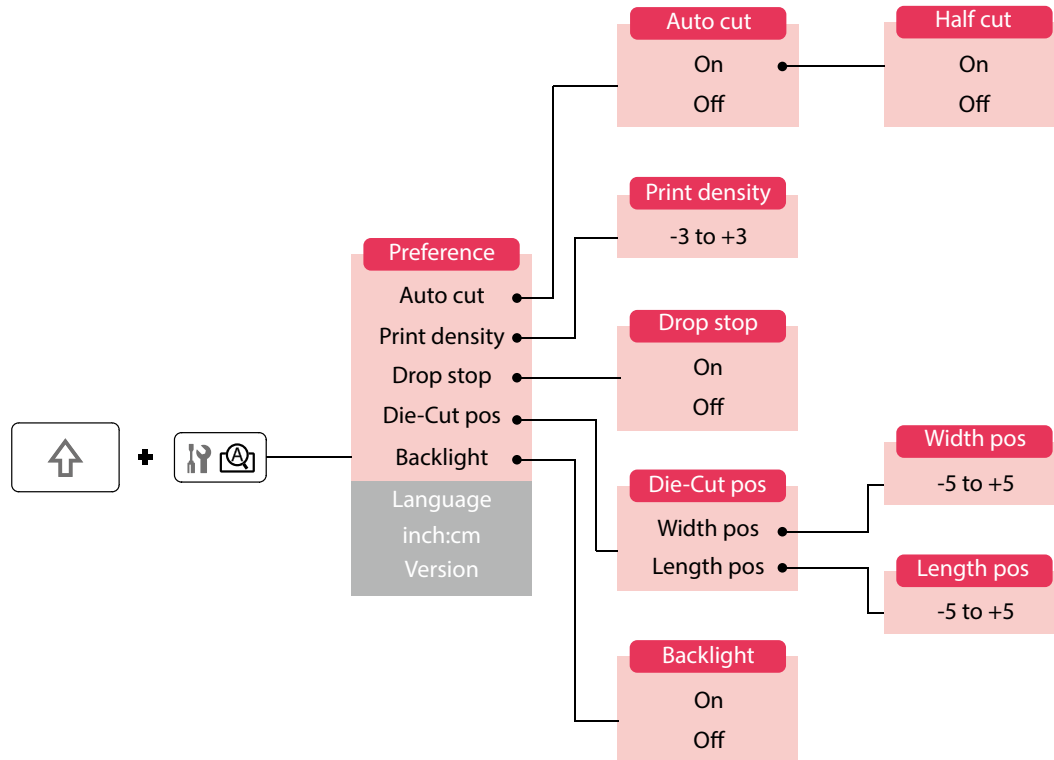 Preference
Auto cut
Print density
Drop stop
Die-Cut pos
Backlight
Language
inch:cm
Version
A
Auto cut
On
Off
Half cut
On
Off
Print density
-3 to +3
Drop stop
On
Off
Die-Cut pos
Width pos
Length pos
Width pos
-5 to +5
Length pos
-5 to +5
Backlight
On
Off